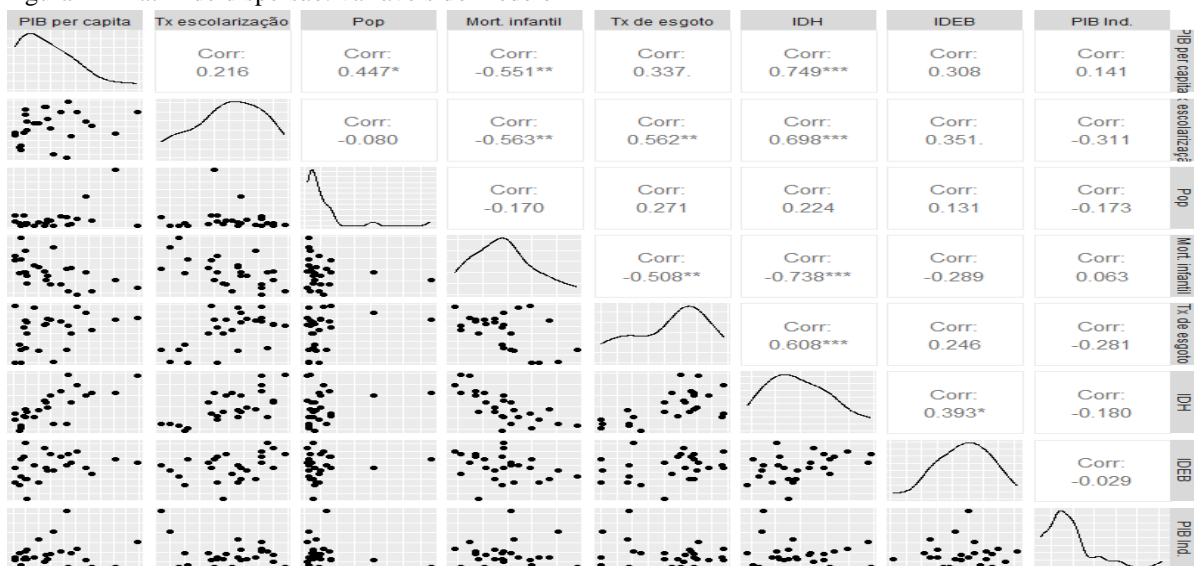 PIB per capita Tx escolarização Pop Mort. infantil Tx de esgoto IDH IDEB PIB Ind.
Corr: Corr: Corr: Corr: Corr: Corr: Corr:
0.216 0.447* -0.551** 0.337. 0.749*** 0.308 0.141
PIB per capita
Corr: Corr: Corr: Corr: Corr: Corr:
-0.080 -0.563** 0.562** 0.698*** 0.351. -0.311
Corr: Corr: Corr: Corr: Corr:
-0.170 0.271 0.224 0.131 -0.173
Pop
Corr: Corr: Corr: Corr:
-0.508** -0.738*** -0.289 0.063
Mort. infantil
Corr: Corr: Corr:
0.608*** 0.246 -0.281
Tx de esgoto
Corr: Corr:
0.393* -0.180
IDH
Corr:
-0.029
IDEB
PIB Ind.